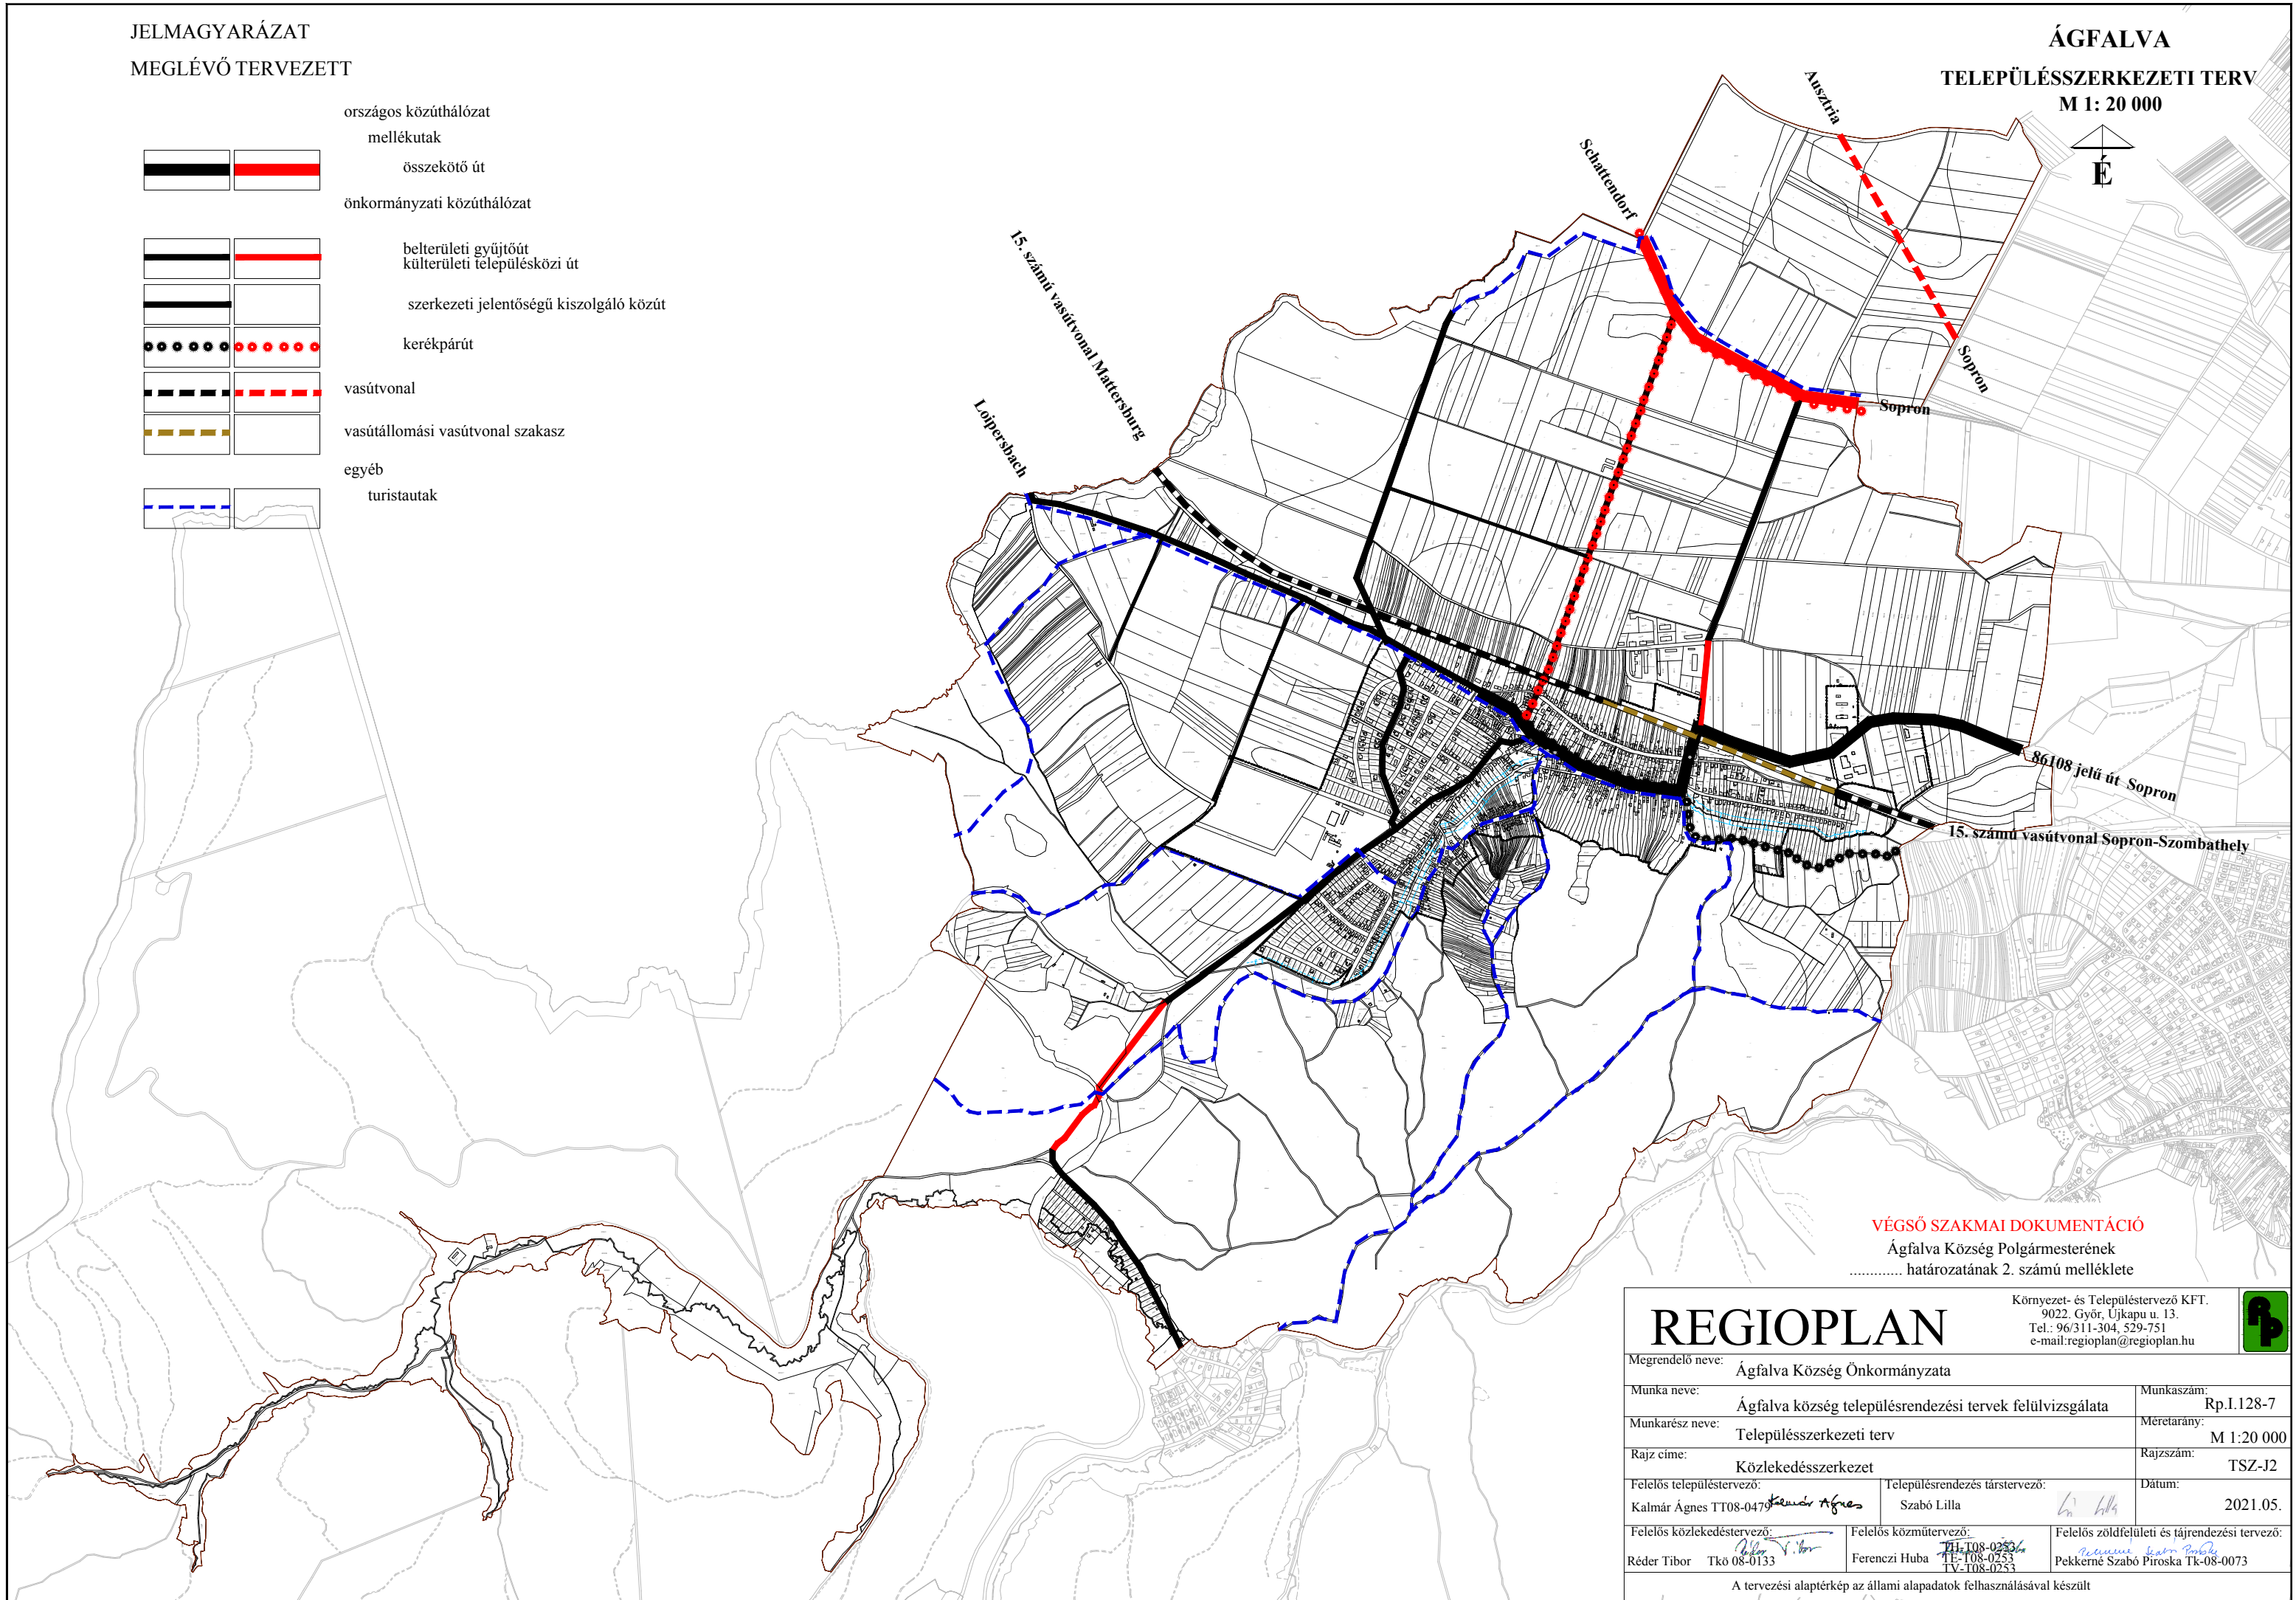 JELMAGYARÁZAT
MEGLÉVŐ TERVEZETT
országos közúthálózat
mellékutak
összekötő út
önkormányzati közúthálózat
belterületi gyűjtőút
külterületi településközi út
szerkezeti jelentőségű kiszolgáló közút
kerékpárút
vasútvonal
vasútállomási vasútvonal szakasz
egyéb
turistautak
ÁGFALVA
TELEPÜLÉSSZERKEZETI TERV
M 1: 20 000
É
Ausztria
Schattendorf
15. számú vasútvonal Mattersburg
Loipersbach
Sopron
Sopron
86108 jelű út Sopron
15. számú vasútvonal Sopron-Szombathely
VÉGSŐ SZAKMAI DOKUMENTÁCIÓ
Ágfalva Község Polgármesterének
............. határozatának 2. számú melléklete
REGIOPLAN
Környezet- és Településtervező KFT.
9022. Győr, Ujkapu u. 13.
Tel.: 96/311-304, 529-751
e-mail:regioplan@regioplan.hu
RP
Megrendelő neve:
Ágfalva Község Önkormányzata
Munka neve:
Ágfalva község településrendezési tervek felülvizsgálata
Munkaszám:
Rp.I.128-7
Munkarész neve:
Településszerkezeti terv
Méretarány:
M 1:20 000
Rajz címe:
Közlekedésszerkezet
Rajzszám:
TSZ-J2
Felelős településtervező:
Kalmár Ágnes TT08-0479 Kalmár Ágnes
Településrendezés társtervező:
Szabó Lilla
Dátum:
2021.05.
Felelős közlekedéstervező:
Réder Tibor Tkö 08-0133
Felelős közműtervező:
Ferenczi Huba
TH-T08-0253
TE-T08-0253
TV-T08-0253
Felelős zöldfelületi és tájrendezési tervező:
Pekkerné Szabó Piroska Tk-08-0073
A tervezési alaptérkép az állami alapadatok felhasználásával készült